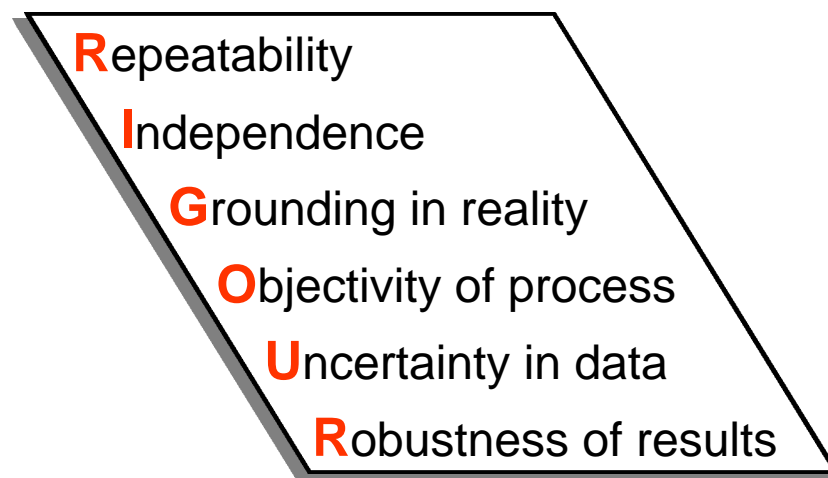 Repeatability
Independence
Grounding in reality
Objectivity of process
Uncertainty in data
Robustness of results